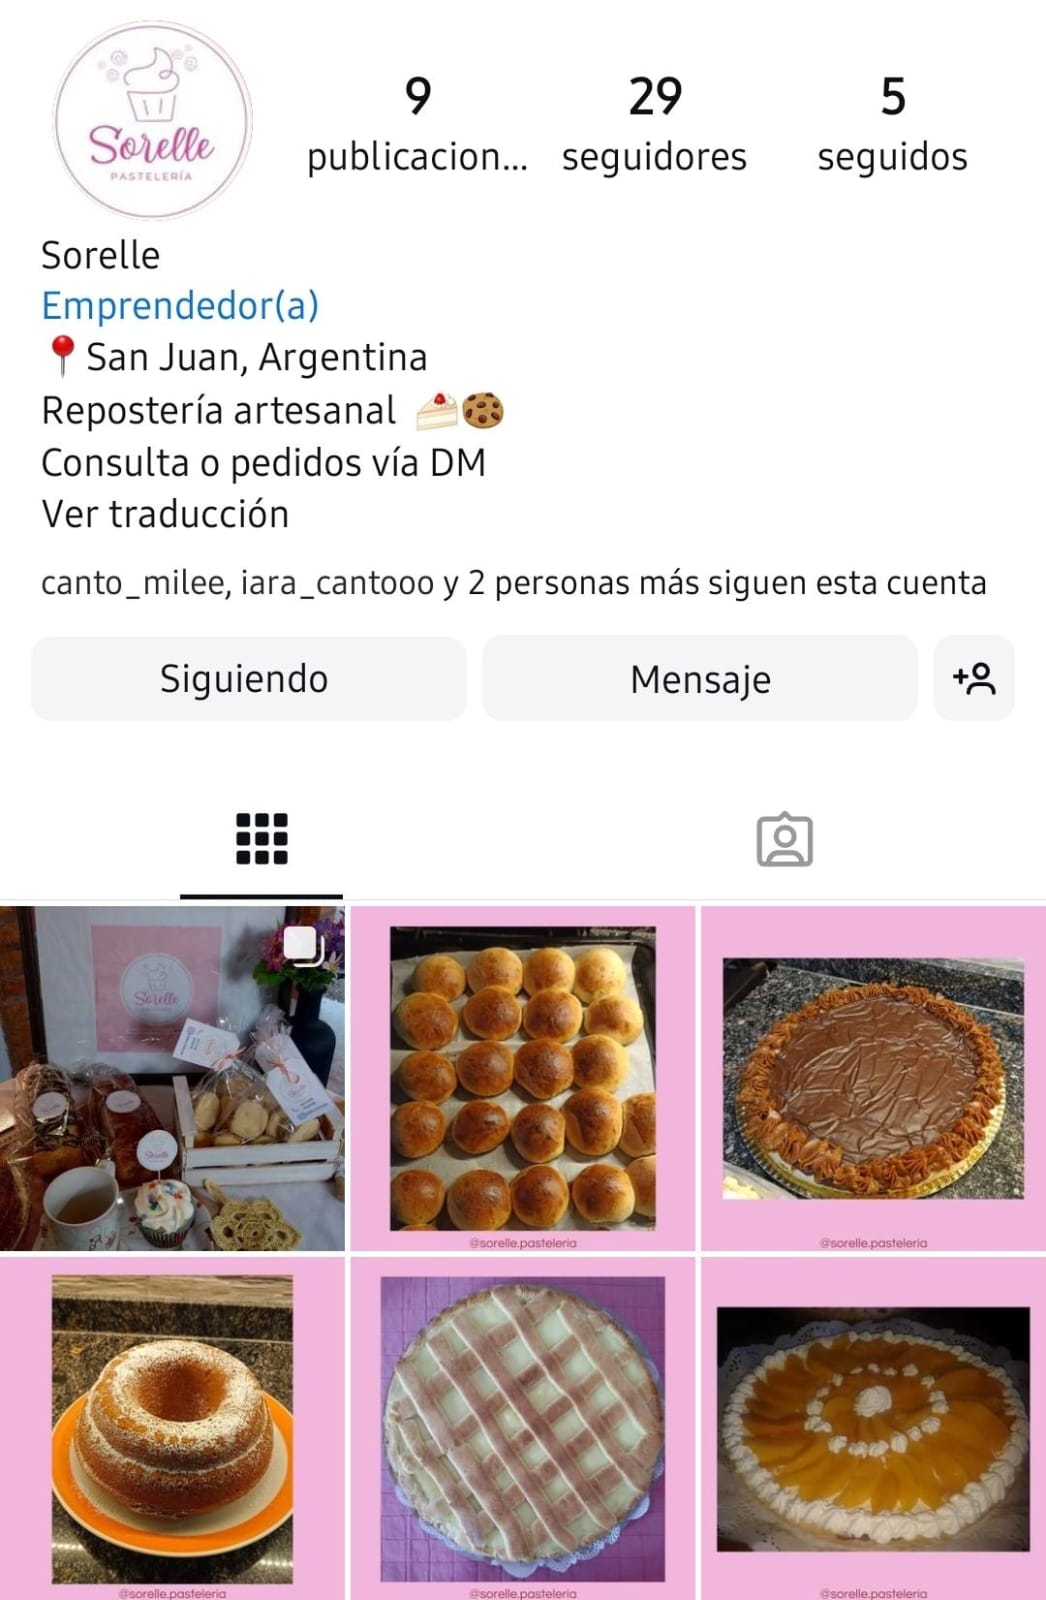 Sorelle
PASTELERÍA
9
publicacion...
29
seguidores
5
seguidos
Sorelle
Emprendedor(a)
📍San Juan, Argentina
Repostería artesanal 🍰🍪
Consulta o pedidos vía DM
Ver traducción
canto_milee, iara_cantooo y 2 personas más siguen esta cuenta
Siguiendo
Mensaje
Sorelle
Sorelle
@sorelle.pasteleria
@sorelle.pasteleria
@sorelle.pasteleria
@sorelle.pasteleria
@sorelle.pasteleria